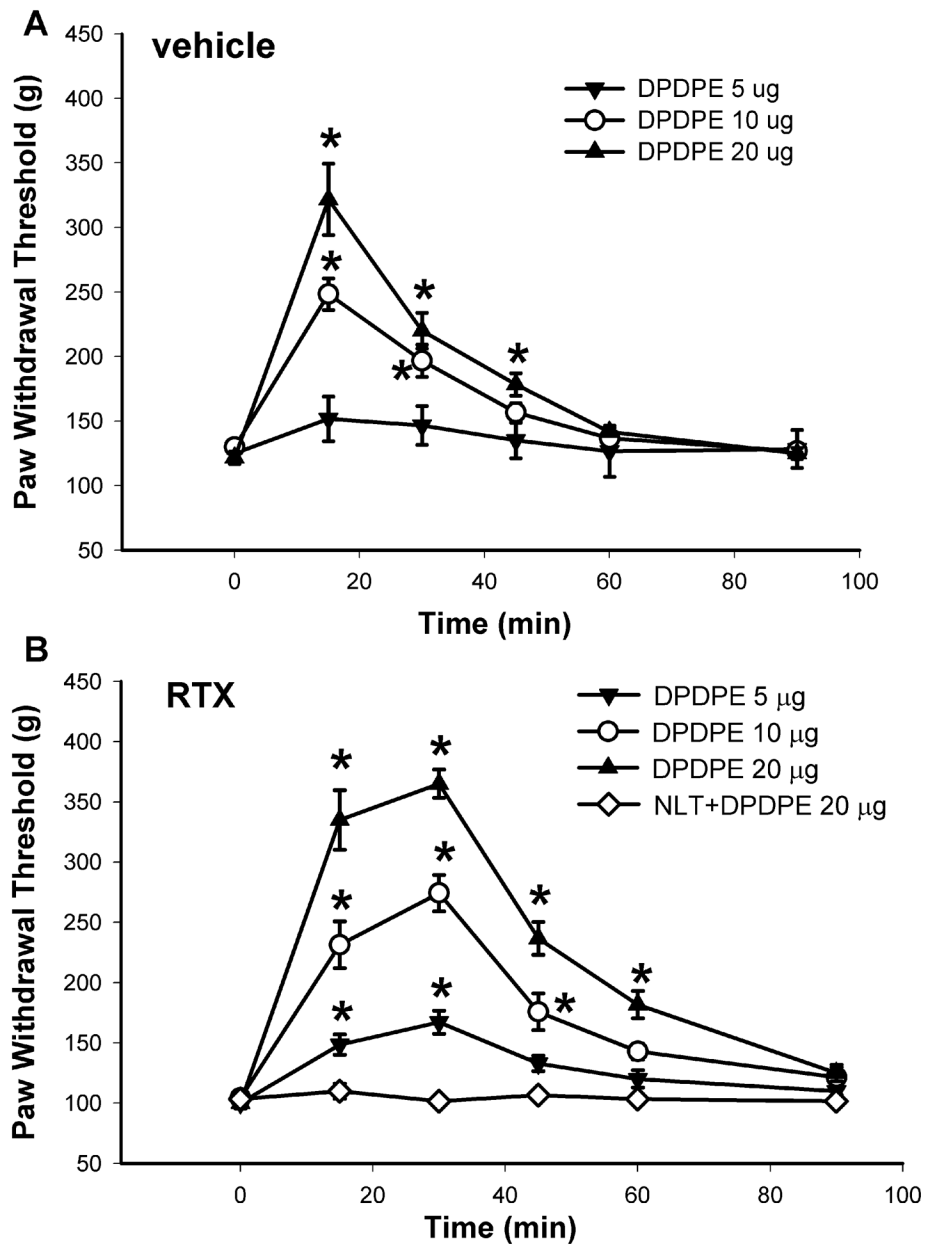 A
vehicle
DPDPE 5 ug
DPDPE 10 ug
DPDPE 20 ug
Paw Withdrawal Threshold (g)
450
400
350
300
250
200
150
100
50
* * * * *
0 20 40 60 80 100
Time (min)
B
RTX
DPDPE 5 μg
DPDPE 10 μg
DPDPE 20 μg
NLT+DPDPE 20 μg
Paw Withdrawal Threshold (g)
450
400
350
300
250
200
150
100
50
* * * * * * * * *
0 20 40 60 80 100
Time (min)